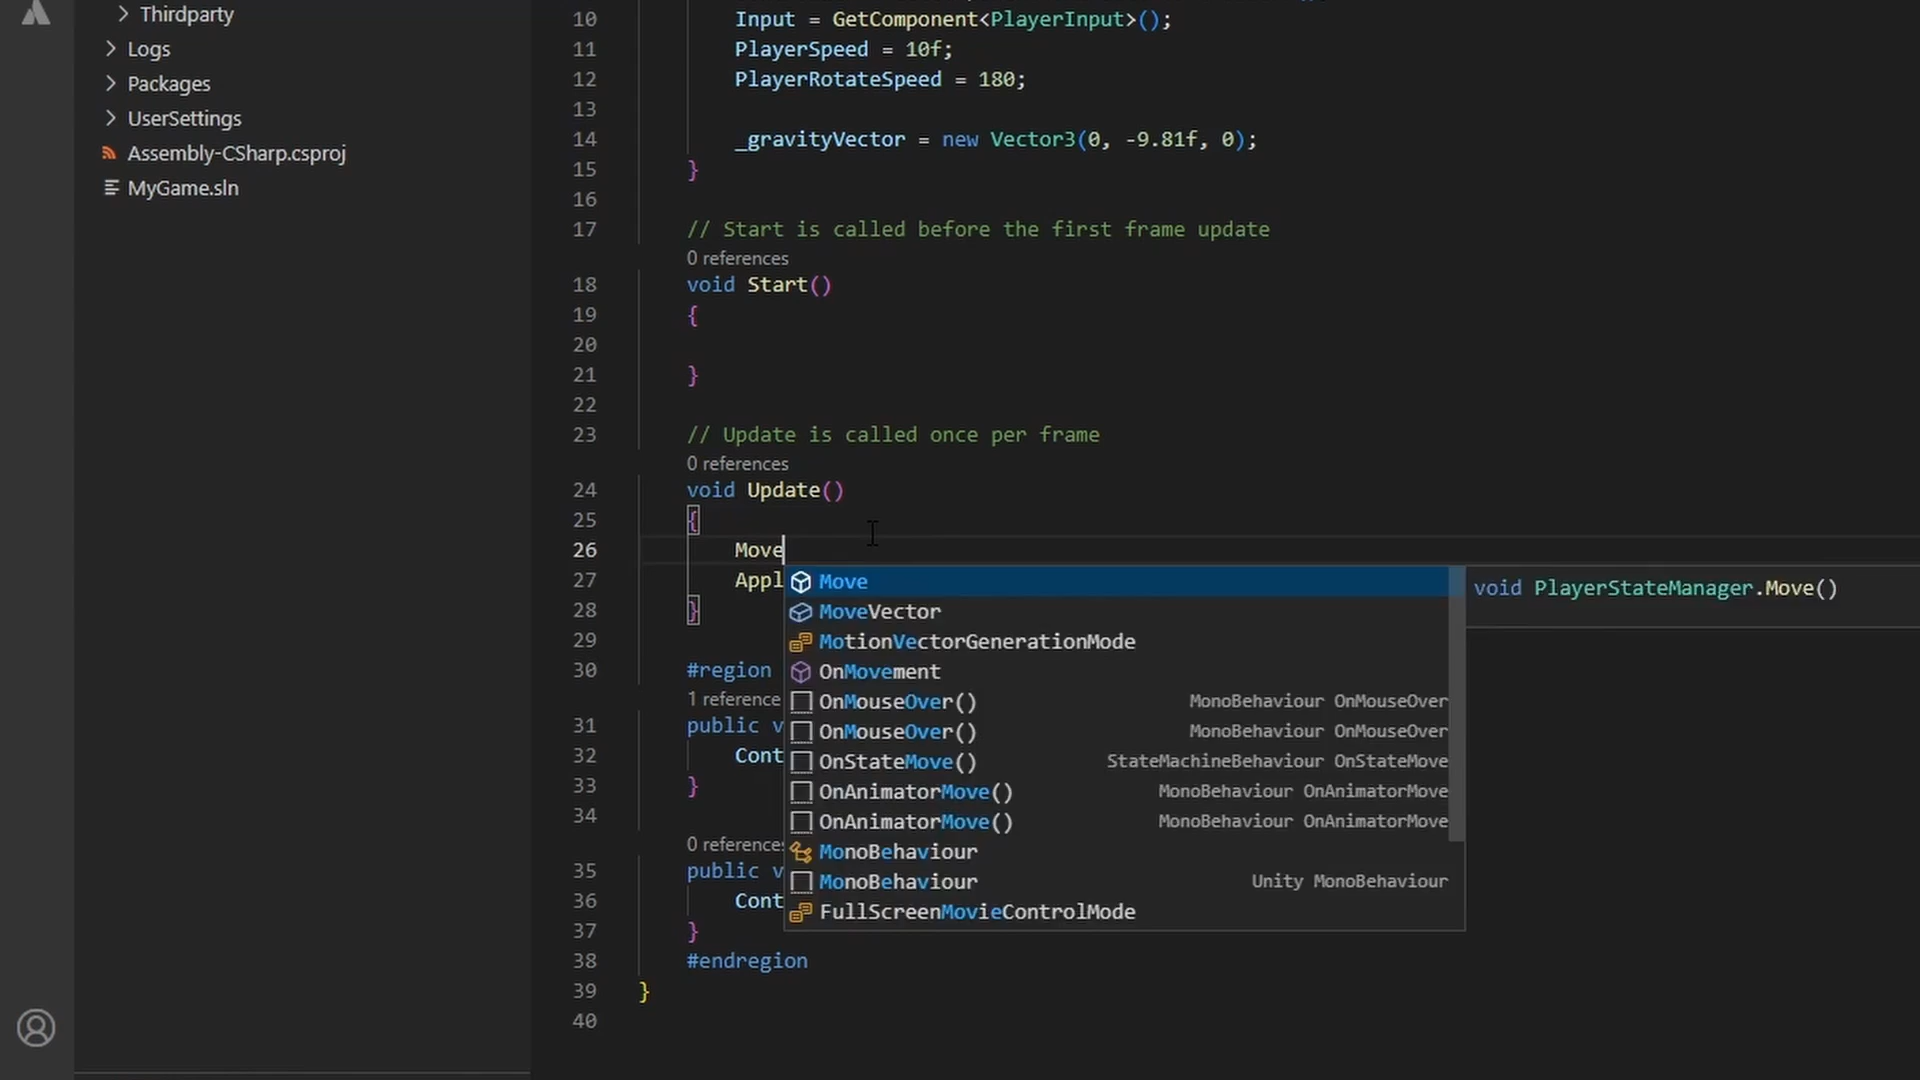 Thirdparty
Logs
Packages
UserSettings
Assembly-CSharp.csproj
MyGame.sln
10 Input = GetComponent<PlayerInput>();
11 PlayerSpeed = 10f;
12 PlayerRotateSpeed = 180;
13
14 _gravityVector = new Vector3(0, -9.81f, 0);
15 }
16
17 // Start is called before the first frame update
0 references
18 void Start()
19 {
20
21 }
22
23 // Update is called once per frame
0 references
24 void Update()
25 {
26 Move
27 Appl
28 }
29
30 #region
1 reference
31 public v
32 Cont
33 }
34
0 references
35 public v
36 Cont
37 }
38 #endregion
39 }
40
Move
void PlayerStateManager.Move()
MoveVector
MotionVectorGenerationMode
OnMovement
OnMouseOver() MonoBehaviour OnMouseOver
OnMouseOver() MonoBehaviour OnMouseOver
OnStateMove() StateMachineBehaviour OnStateMove
OnAnimatorMove() MonoBehaviour OnAnimatorMove
OnAnimatorMove() MonoBehaviour OnAnimatorMove
MonoBehaviour
MonoBehaviour Unity MonoBehaviour
FullScreenMovieControlMode